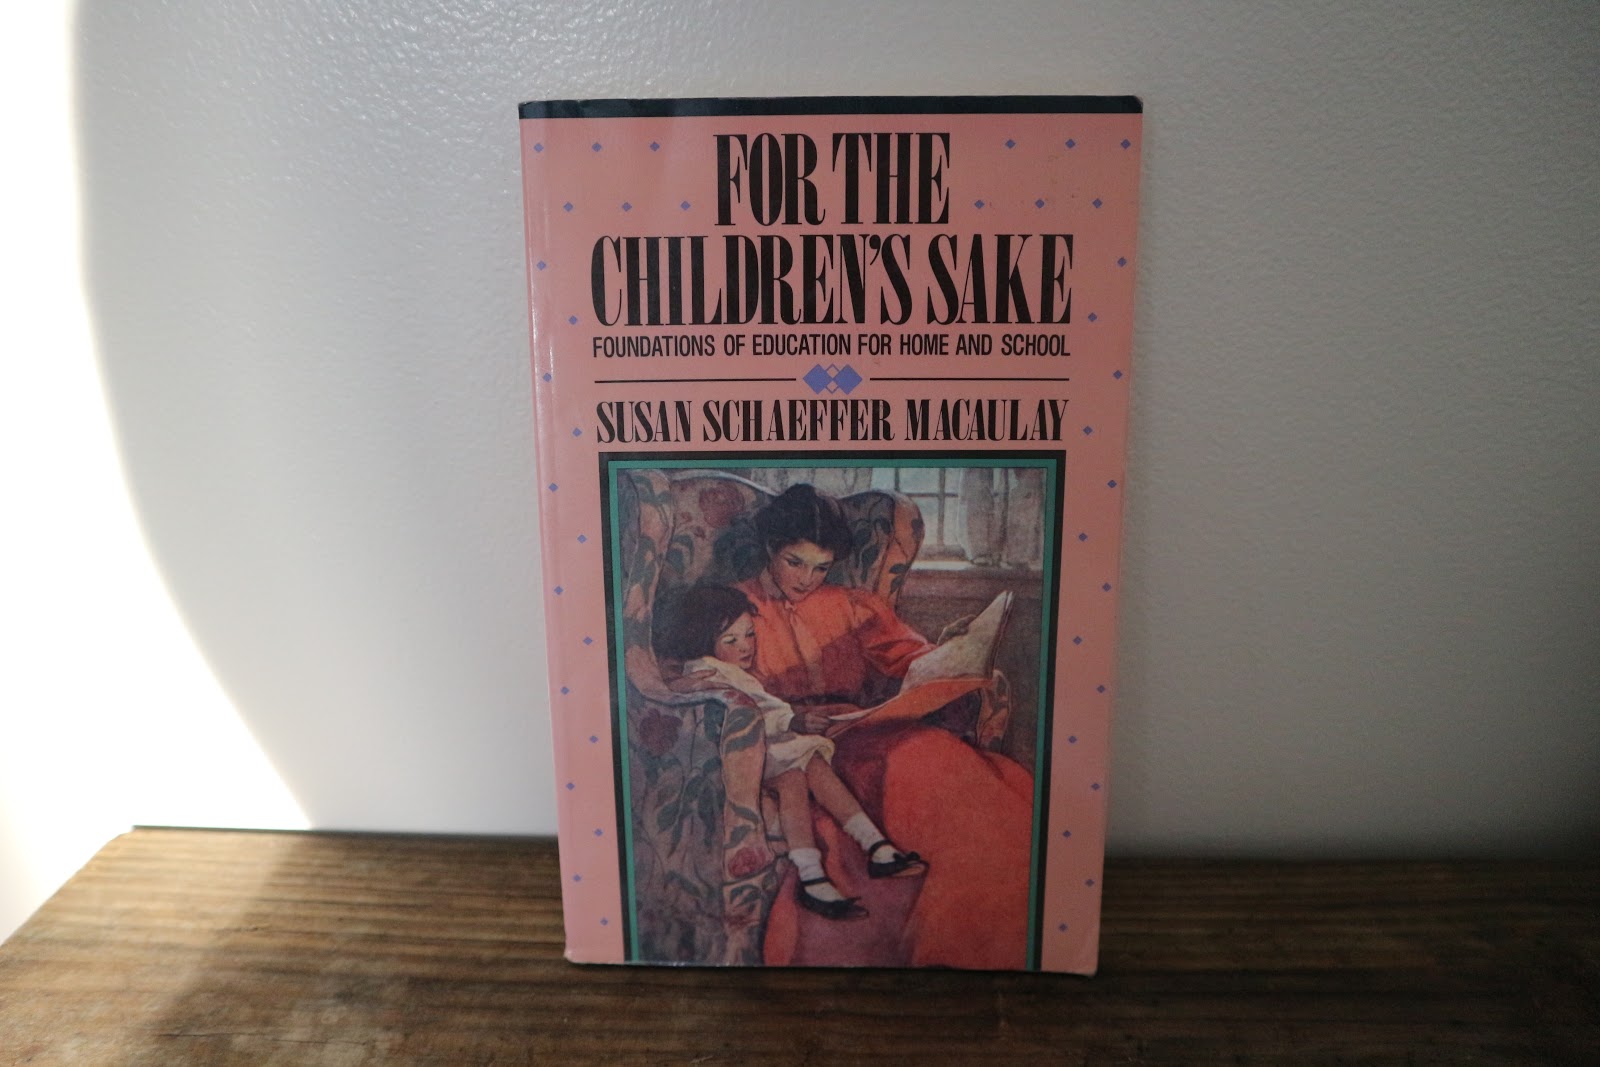 FOR THE
CHILDREN'S SAKE
FOUNDATIONS OF EDUCATION FOR HOME AND SCHOOL
SUSAN SCHAEFFER MACAULAY